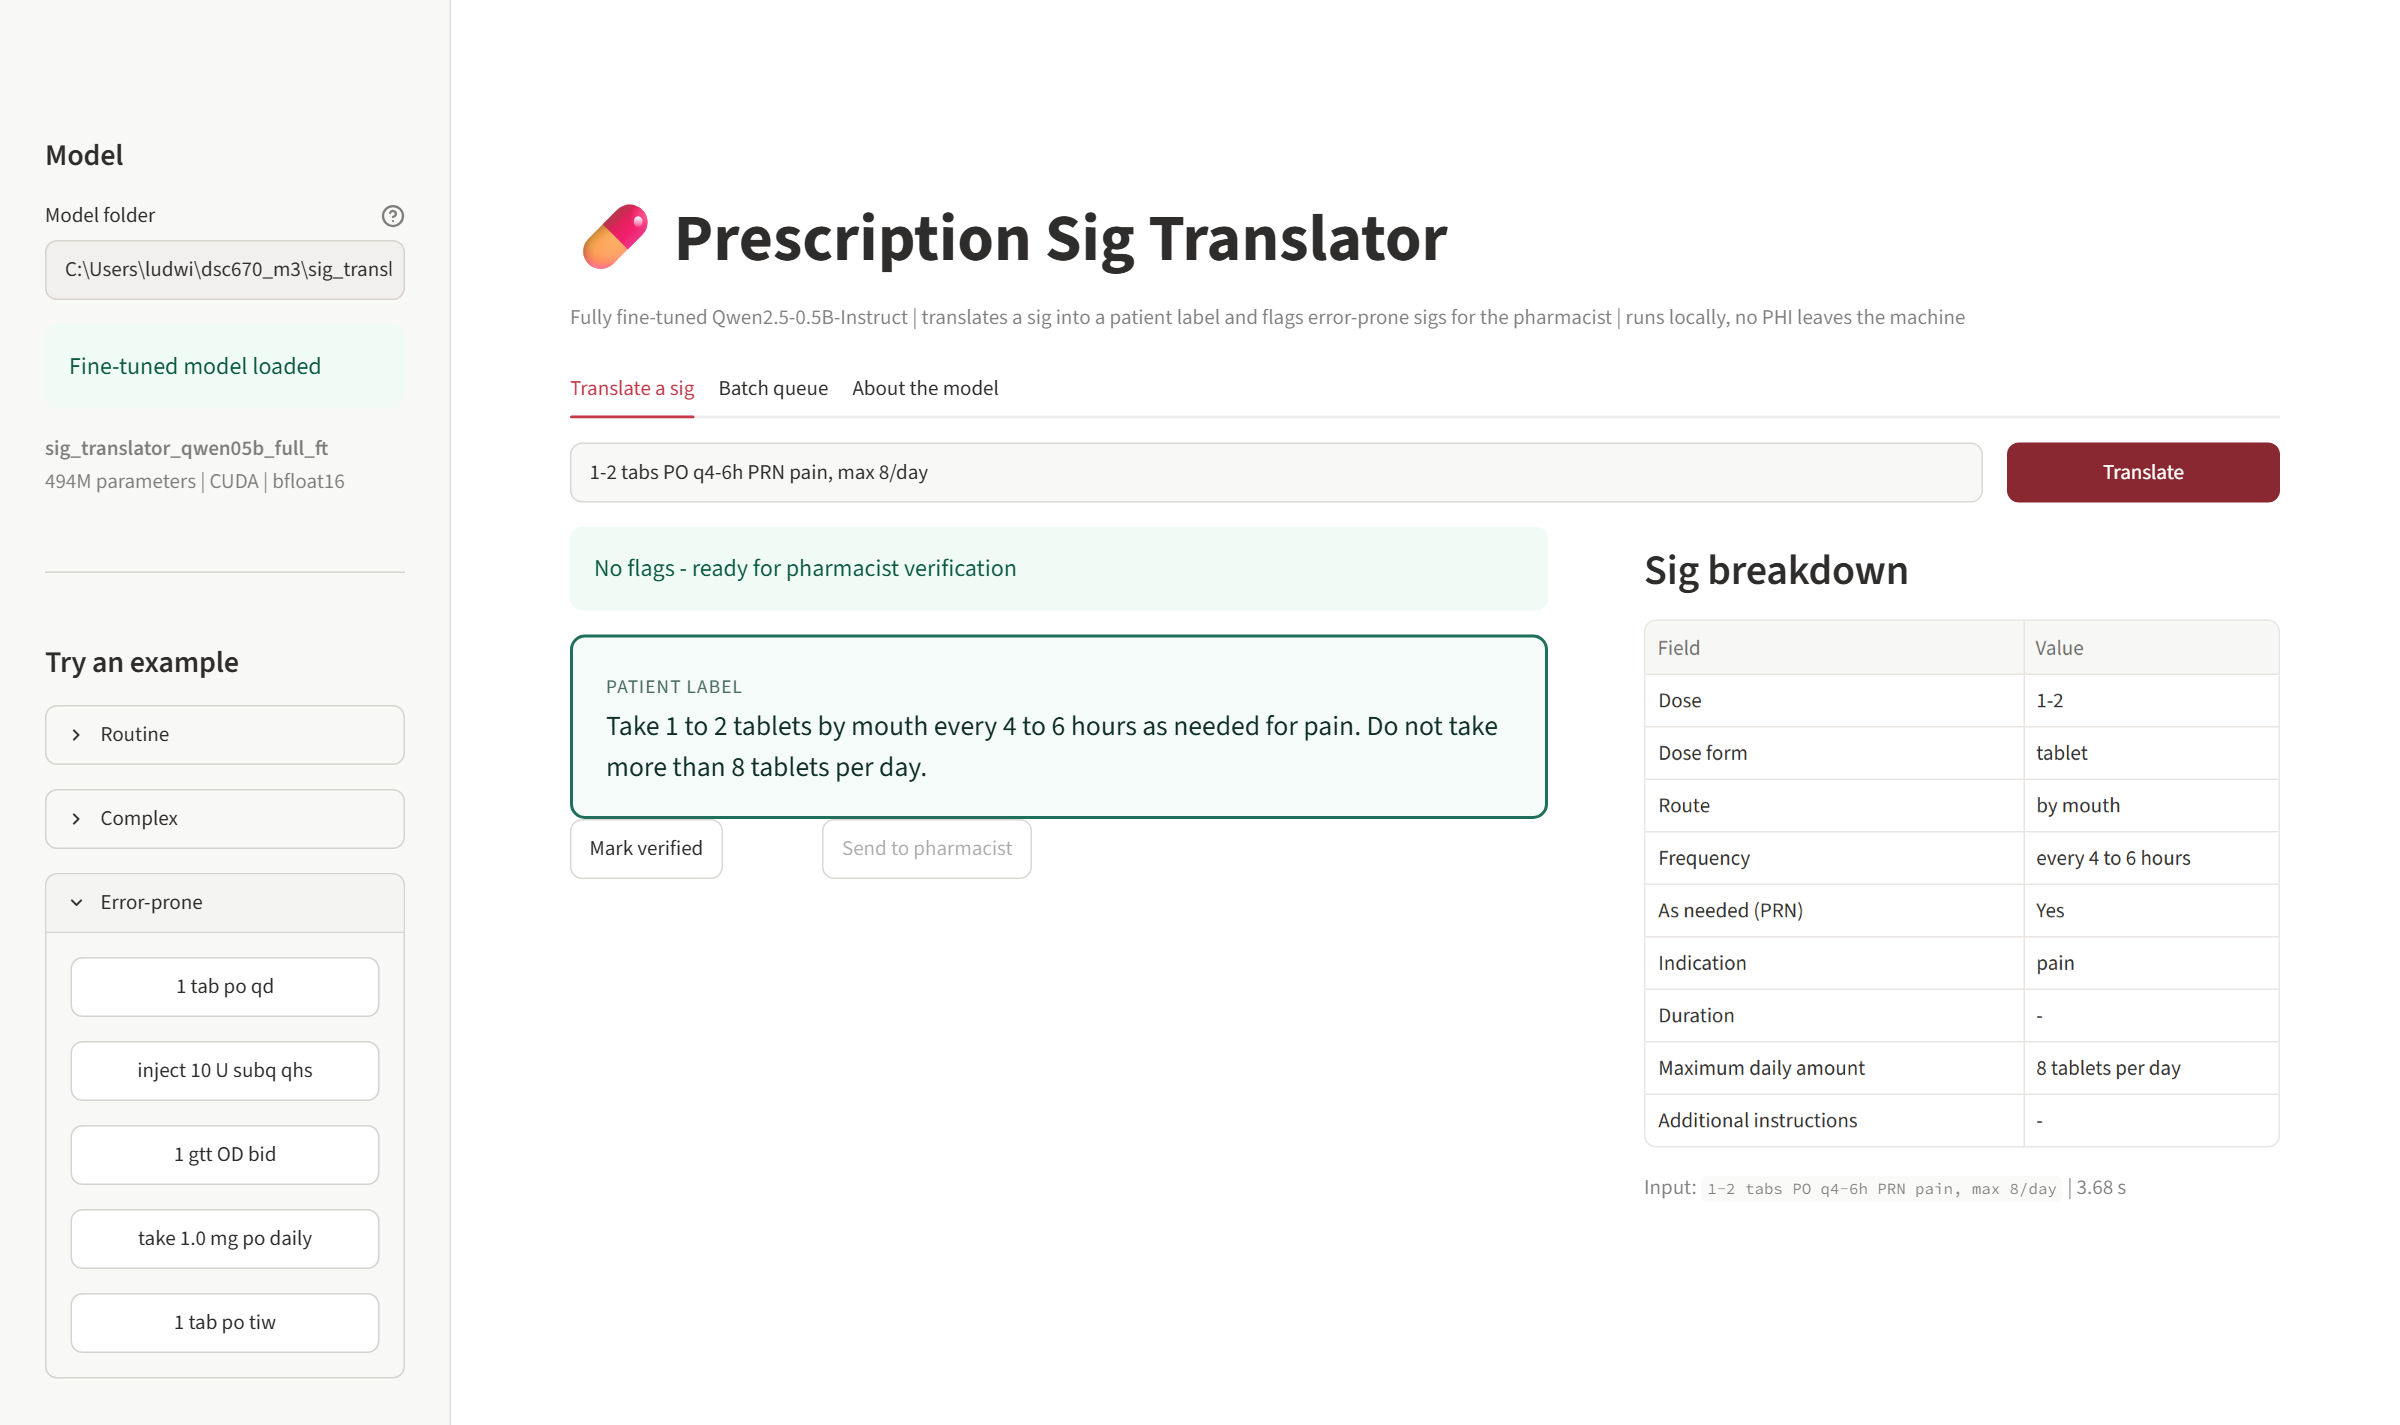 Model
Model folder
C:\Users\ludwi\dsc670_m3\sig_transl
Fine-tuned model loaded
sig_translator_qwen05b_full_ft
494M parameters | CUDA | bfloat16
Try an example
Routine
Complex
Error-prone
1 tab po qd
inject 10 U subq qhs
1 gtt OD bid
take 1.0 mg po daily
1 tab po tiw
Prescription Sig Translator
Fully fine-tuned Qwen2.5-0.5B-Instruct | translates a sig into a patient label and flags error-prone sigs for the pharmacist | runs locally, no PHI leaves the machine
Translate a sig Batch queue About the model
1-2 tabs PO q4-6h PRN pain, max 8/day Translate
No flags - ready for pharmacist verification
PATIENT LABEL
Take 1 to 2 tablets by mouth every 4 to 6 hours as needed for pain. Do not take
more than 8 tablets per day.
Mark verified Send to pharmacist
Sig breakdown
Field Value
Dose 1-2
Dose form tablet
Route by mouth
Frequency every 4 to 6 hours
As needed (PRN) Yes
Indication pain
Duration -
Maximum daily amount 8 tablets per day
Additional instructions -
Input: 1-2 tabs PO q4-6h PRN pain, max 8/day | 3.68 s